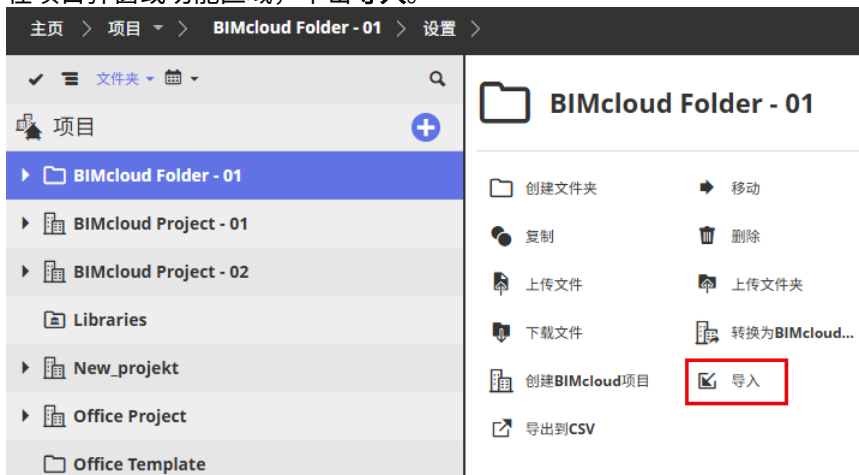 主页 > 项目 > BIMcloud Folder - 01 > 设置 >
文件夹
项目
BIMcloud Folder - 01
BIMcloud Project - 01
BIMcloud Project - 02
Libraries
New_projekt
Office Project
Office Template
BIMcloud Folder - 01
创建文件夹 移动
复制 删除
上传文件 上传文件夹
下载文件 转换为BIMcloud...
创建BIMcloud项目 导入
导出到CSV